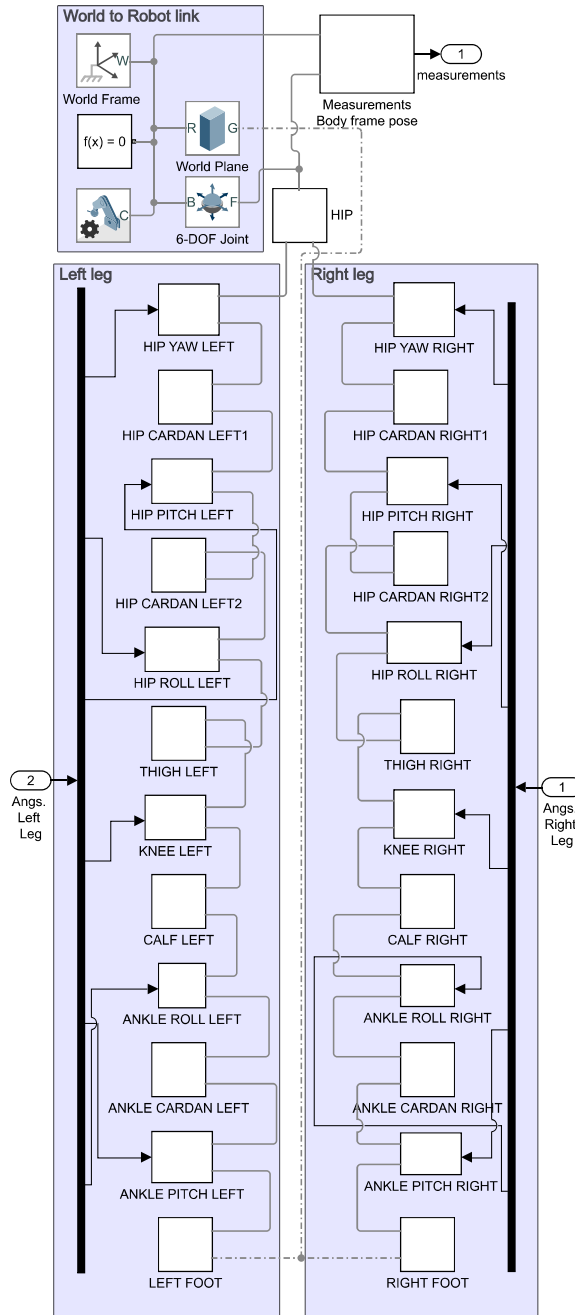 World to Robot link
W
World Frame
f(x) = 0
C
R
G
World Plane
B
F
6-DOF Joint
Measurements
Body frame pose
1
measurements
HIP
Left leg
HIP YAW LEFT
HIP CARDAN LEFT1
HIP PITCH LEFT
HIP CARDAN LEFT2
HIP ROLL LEFT
THIGH LEFT
2
Angs.
Left
Leg
KNEE LEFT
CALF LEFT
ANKLE ROLL LEFT
ANKLE CARDAN LEFT
ANKLE PITCH LEFT
LEFT FOOT
Right leg
HIP YAW RIGHT
HIP CARDAN RIGHT1
HIP PITCH RIGHT
HIP CARDAN RIGHT2
HIP ROLL RIGHT
THIGH RIGHT
1
Angs.
Right
Leg
KNEE RIGHT
CALF RIGHT
ANKLE ROLL RIGHT
ANKLE CARDAN RIGHT
ANKLE PITCH RIGHT
RIGHT FOOT